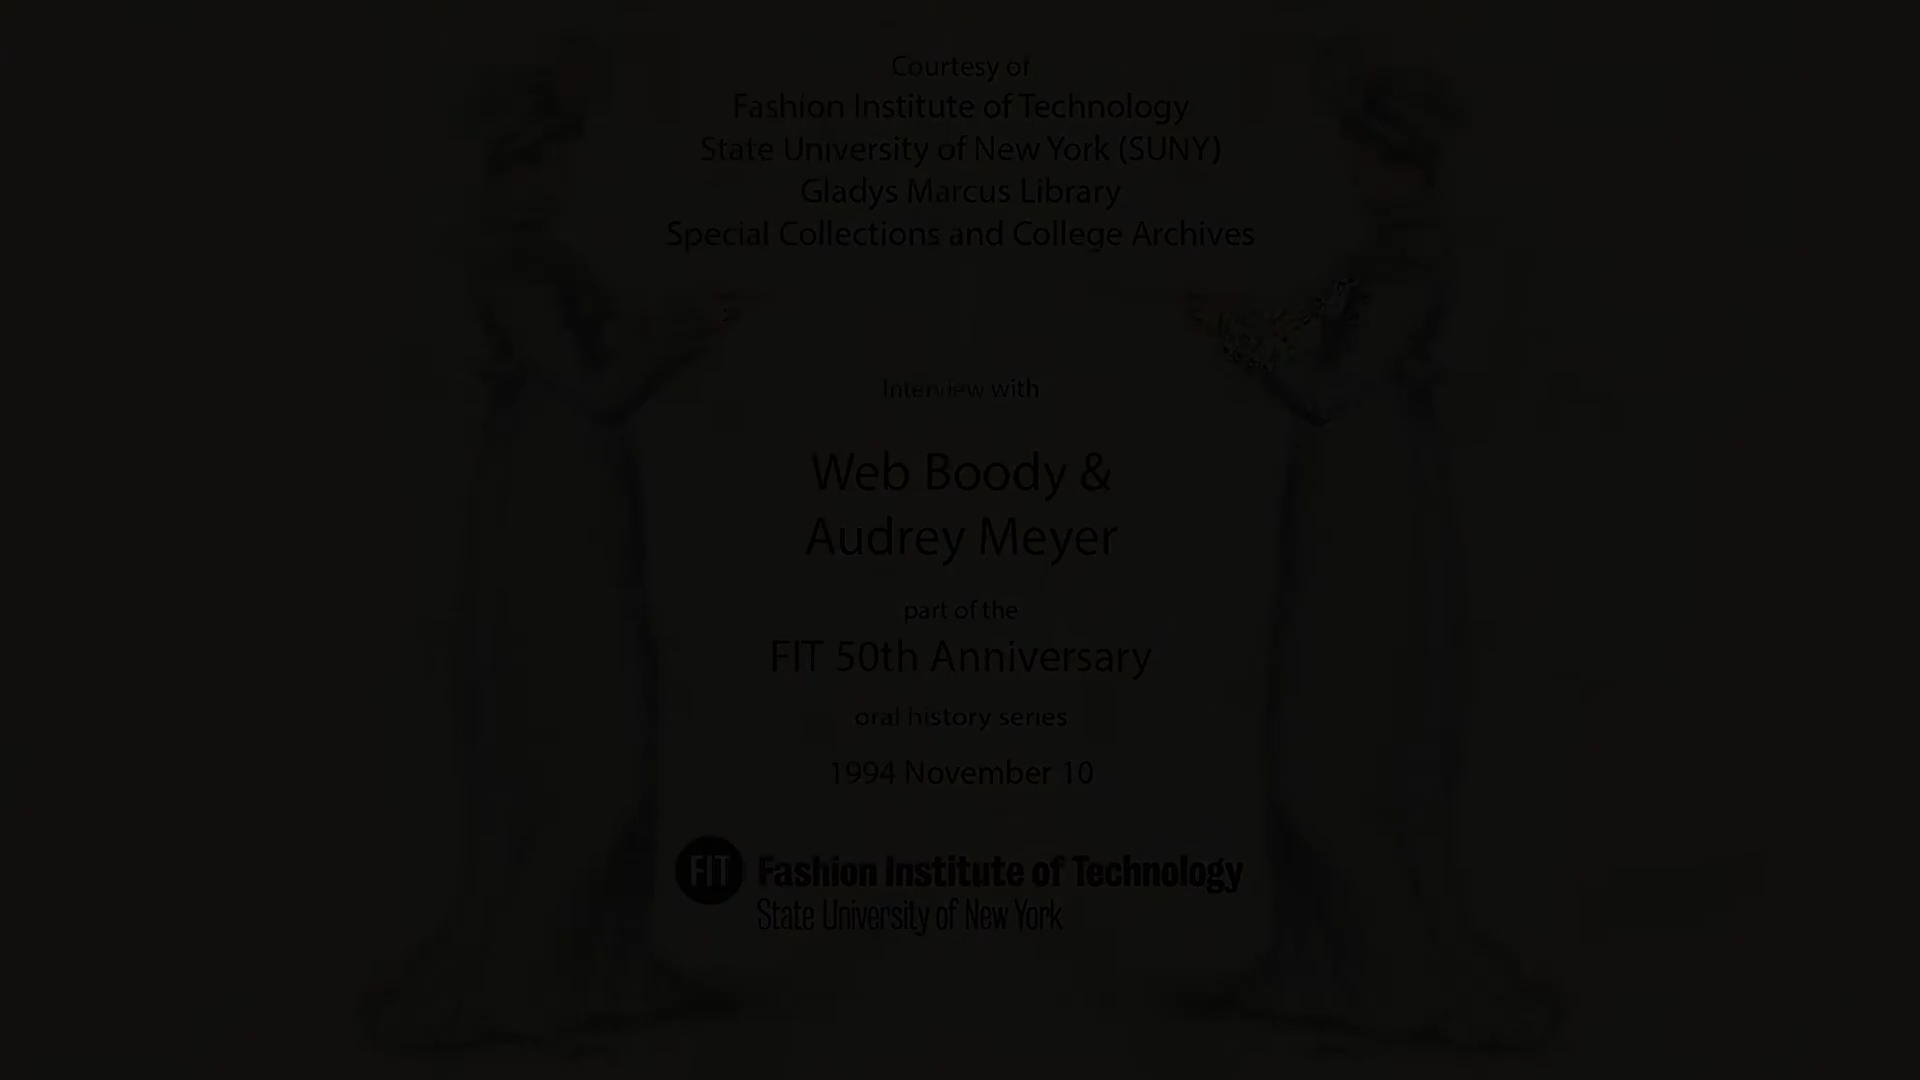 Courtesy of
Fashion Institute of Technology
State University of New York (SUNY)
Gladys Marcus Library
Special Collections and College Archives
Interview with
Web Boody &
Audrey Meyer
part of the
FIT 50th Anniversary
oral history series
1994 November 10
FIT Fashion Institute of Technology
State University of New York